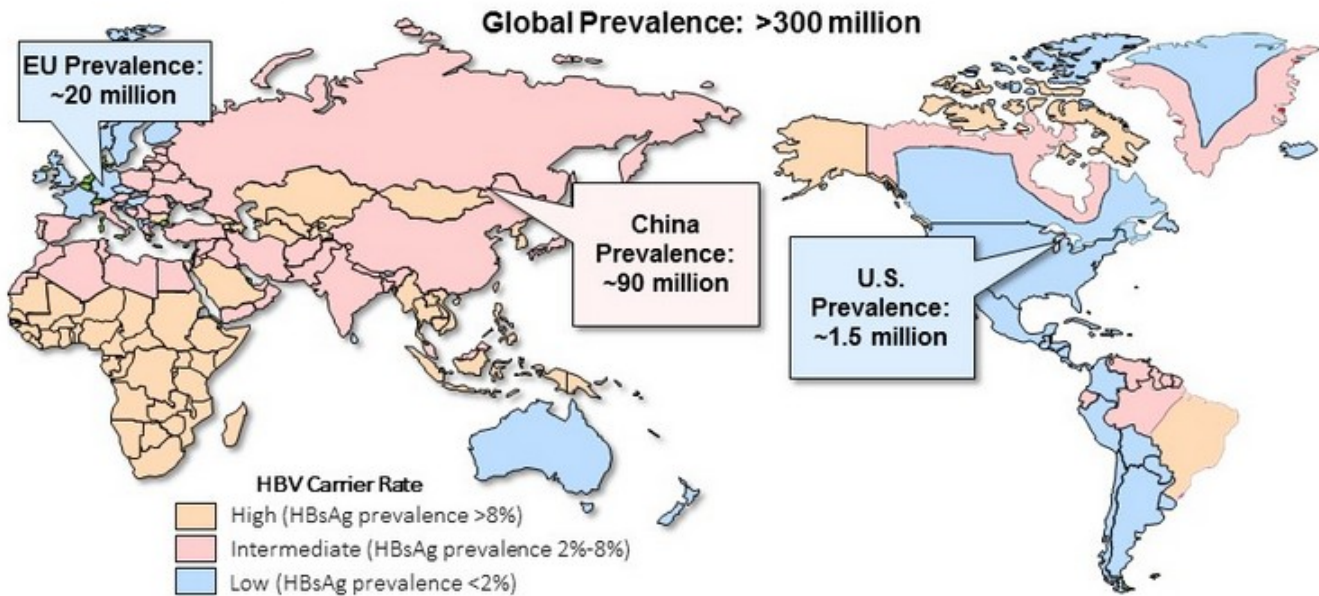 Global Prevalence: >300 million
EU Prevalence:
~20 million
China
Prevalence:
~90 million
U.S.
Prevalence:
~1.5 million
HBV Carrier Rate
High (HBsAg prevalence >8%)
Intermediate (HBsAg prevalence 2%-8%)
Low (HBsAg prevalence <2%)